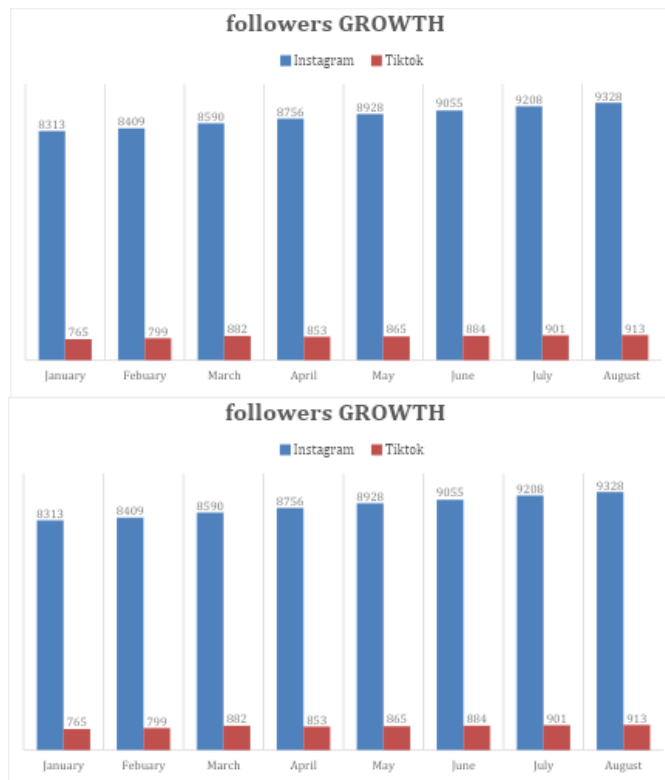 followers GROWTH
Instagram Tiktok
8313 8409 8590 8756 8928 9055 9208 9328
765 799 882 853 865 884 901 913
January Febuary March April May June July August
followers GROWTH
Instagram Tiktok
8313 8409 8590 8756 8928 9055 9208 9328
765 799 882 853 865 884 901 913
January Febuary March April May June July August